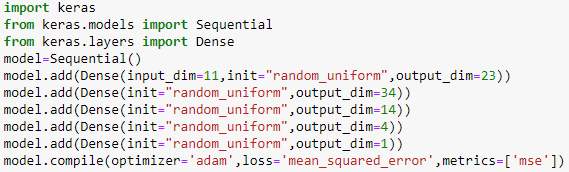 import keras
from keras.models import Sequential
from keras.layers import Dense
model=Sequential()
model.add(Dense(input_dim=11,init="random_uniform",output_dim=23))
model.add(Dense(init="random_uniform",output_dim=34))
model.add(Dense(init="random_uniform",output_dim=14))
model.add(Dense(init="random_uniform",output_dim=4))
model.add(Dense(init="random_uniform",output_dim=1))
model.compile(optimizer='adam',loss='mean_squared_error',metrics=['mse'])